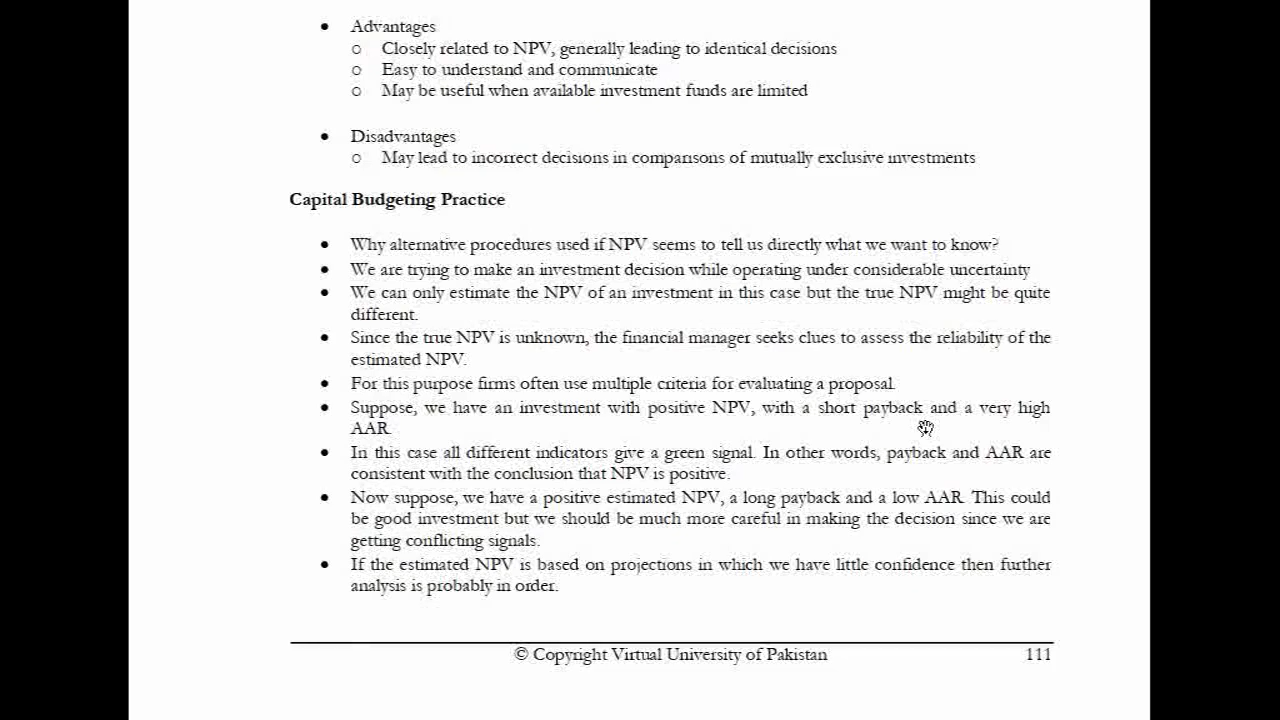 • Advantages
o Closely related to NPV, generally leading to identical decisions
o Easy to understand and communicate
o May be useful when available investment funds are limited
• Disadvantages
o May lead to incorrect decisions in comparisons of mutually exclusive investments
Capital Budgeting Practice
• Why alternative procedures used if NPV seems to tell us directly what we want to know?
• We are trying to make an investment decision while operating under considerable uncertainty
• We can only estimate the NPV of an investment in this case but the true NPV might be quite
different.
• Since the true NPV is unknown, the financial manager seeks clues to assess the reliability of the
estimated NPV.
• For this purpose firms often use multiple criteria for evaluating a proposal.
• Suppose, we have an investment with positive NPV, with a short payback and a very high
AAR.
• In this case all different indicators give a green signal. In other words, payback and AAR are
consistent with the conclusion that NPV is positive.
• Now suppose, we have a positive estimated NPV, a long payback and a low AAR. This could
be good investment but we should be much more careful in making the decision since we are
getting conflicting signals.
• If the estimated NPV is based on projections in which we have little confidence then further
analysis is probably in order.
© Copyright Virtual University of Pakistan 111